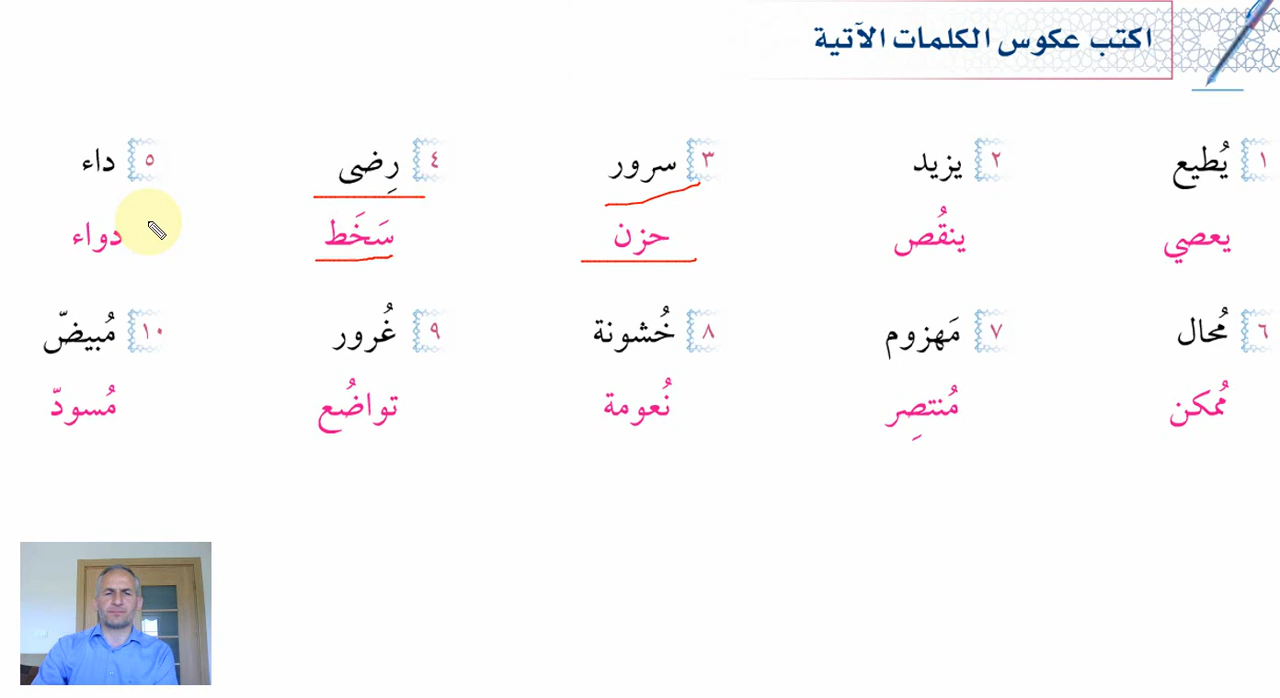 اكتب عكوس الكلمات الآتية
١ يُطيع ٢ يزيد ٣ سرور ٤ رِضى ٥ داء
يعصي ينقُص حزن سَخَط دواء
٦ مُحال ٧ مَهزوم ٨ خُشونة ٩ غُرور ١٠ مُبيضّ
مُمكن مُنتصِر نُعومة تواضُع مُسودّ